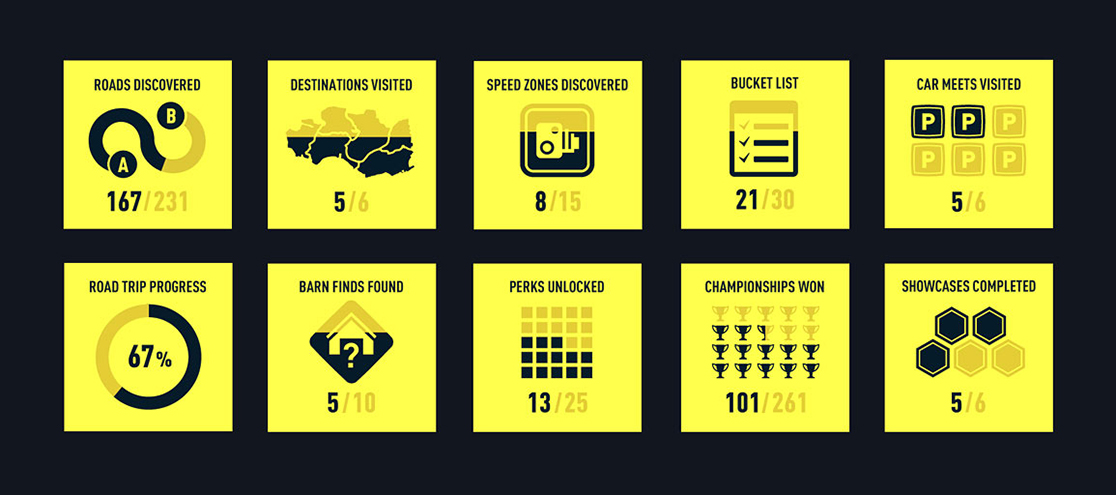 ROADS DISCOVERED
B
A
167/231
DESTINATIONS VISITED
5/6
SPEED ZONES DISCOVERED
8/15
BUCKET LIST
21/30
CAR MEETS VISITED
P P P
P P P
5/6
ROAD TRIP PROGRESS
67%
BARN FINDS FOUND
?
5/10
PERKS UNLOCKED
13/25
CHAMPIONSHIPS WON
101/261
SHOWCASES COMPLETED
5/6